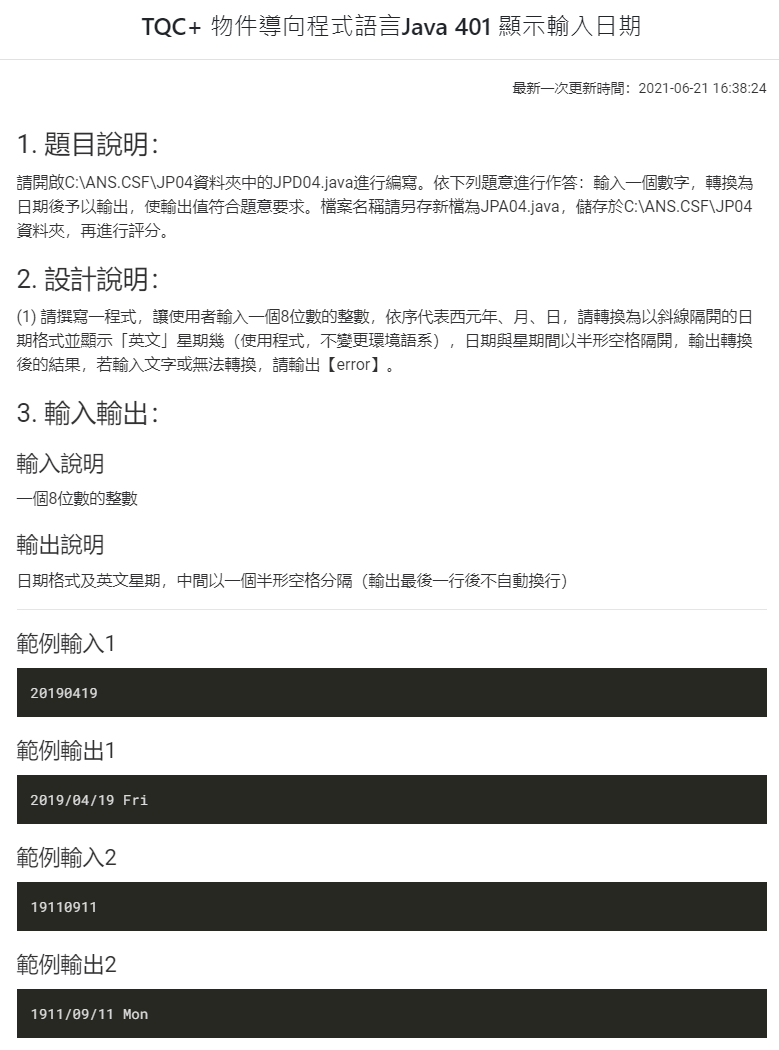 TQC+ 物件導向程式語言Java 401 顯示輸入日期
最新一次更新時間：2021-06-21 16:38:24
1. 題目說明：
請開啟C:\ANS.CSF\JP04資料夾中的JPD04.java進行編寫。依下列題意進行作答：輸入一個數字，轉換為
日期後予以輸出，使輸出值符合題意要求。檔案名稱請另存新檔為JPA04.java，儲存於C:\ANS.CSF\JP04
資料夾，再進行評分。
2. 設計說明：
(1) 請撰寫一程式，讓使用者輸入一個8位數的整數，依序代表西元年、月、日，請轉換為以斜線隔開的日
期格式並顯示「英文」星期幾（使用程式，不變更環境語系），日期與星期間以半形空格隔開，輸出轉換
後的結果，若輸入文字或無法轉換，請輸出【error】。
3. 輸入輸出：
輸入說明
一個8位數的整數
輸出說明
日期格式及英文星期，中間以一個半形空格分隔（輸出最後一行後不自動換行）
範例輸入1
20190419
範例輸出1
2019/04/19 Fri
範例輸入2
19110911
範例輸出2
1911/09/11 Mon